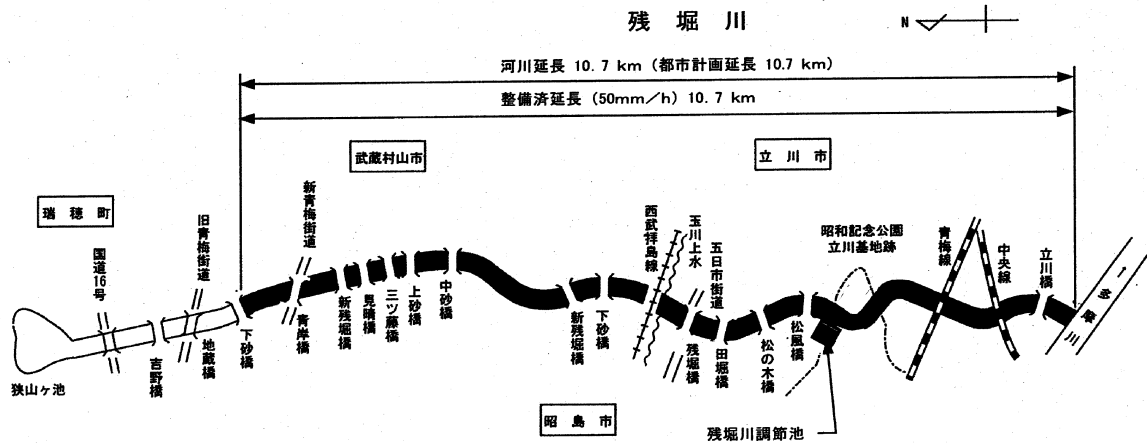 残堀川
N
河川延長 10.7 km (都市計画延長 10.7 km)
整備済延長 (50mm/h) 10.7 km
武蔵村山市
立川市
瑞穂町
新青梅街道
旧青梅街道
国道16号
西武拝島線
玉川上水
五日市街道
昭和記念公園
立川基地跡
青梅線
中央線
立川橋
多摩川
狭山ヶ池
吉野橋
地蔵橋
下砂橋
青岸橋
新残堀橋
見晴橋
三ツ藤橋
上砂橋
中砂橋
新残堀橋
下砂橋
残堀橋
田堀橋
松の木橋
松風橋
昭島市
残堀川調節池